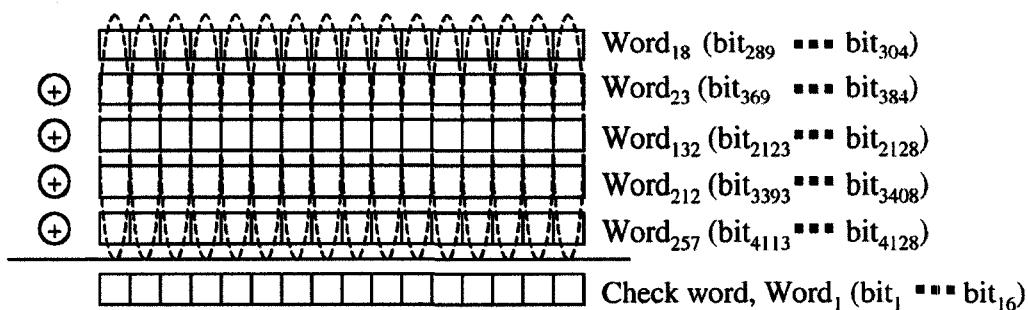 Word₁₈ (bit₂₈₉ ▪▪▪ bit₃₀₄)
⊕ Word₂₃ (bit₃₆₉ ▪▪▪ bit₃₈₄)
⊕ Word₁₃₂ (bit₂₁₂₃ ▪▪▪ bit₂₁₂₈)
⊕ Word₂₁₂ (bit₃₃₉₃ ▪▪▪ bit₃₄₀₈)
⊕ Word₂₅₇ (bit₄₁₁₃ ▪▪▪ bit₄₁₂₈)
Check word, Word₁ (bit₁ ▪▪▪ bit₁₆)